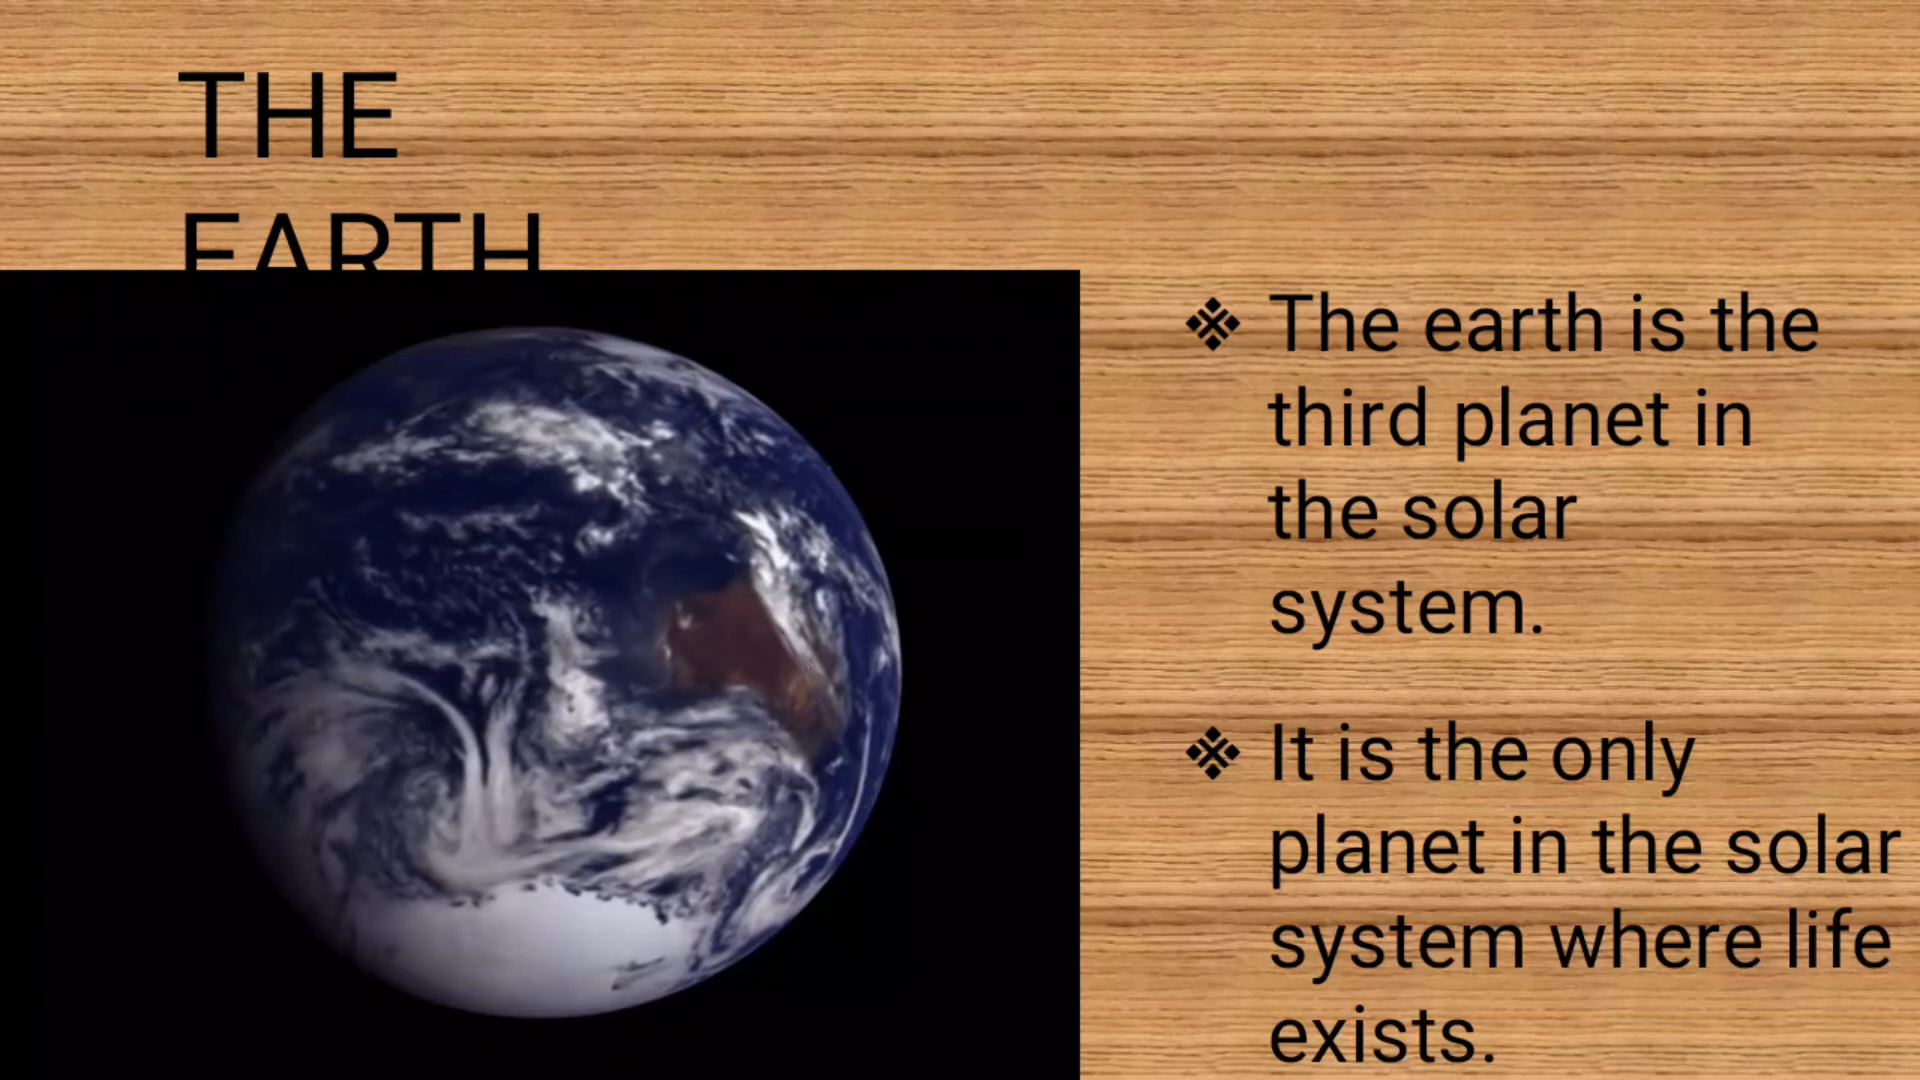 THE
EARTH
❖ The earth is the
third planet in
the solar
system.
❖ It is the only
planet in the solar
system where life
exists.